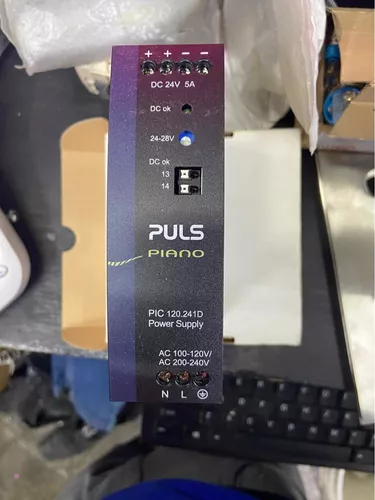 + + − −
DC 24V 5A
DC ok
24-28V
DC ok
13
14
PULS
PIANO
PIC 120.241D
Power Supply
AC 100-120V/
AC 200-240V
N L